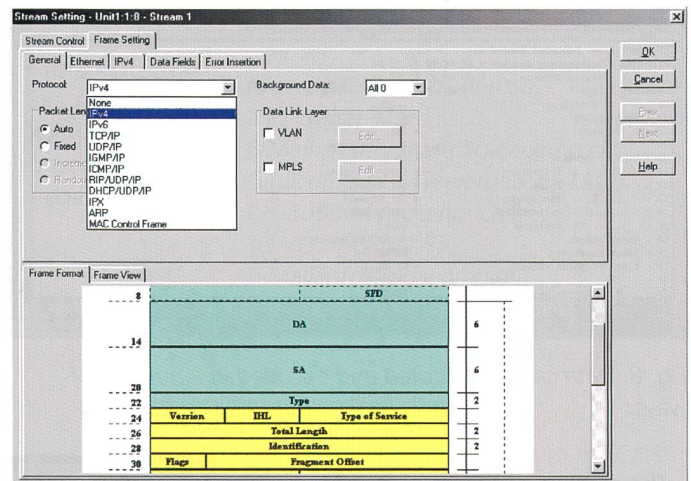 Stream Setting - Unit1:1:8 - Stream 1
Stream Control Frame Setting
General Ethernet IPv4 Data Fields Error Insertion
OK
Cancel
Prev
Next
Help
Protocol: IPv4
Background Data: All 0
None
IPv4
IPv6
TCP/IP
UDP/IP
IGMP/IP
ICMP/IP
RIP/UDP/IP
DHCP/UDP/IP
IPX
ARP
MAC Control Frame
Packet Len
Auto
Fixed
Increme
Random
Data Link Layer
VLAN Edit...
MPLS Edit...
Frame Format Frame View
8 SFD
DA 6
14
SA 6
20
Type 2
22
Version IHL Type of Service
24
Total Length 2
26
Identification 2
28
Flags Fragment Offset
30